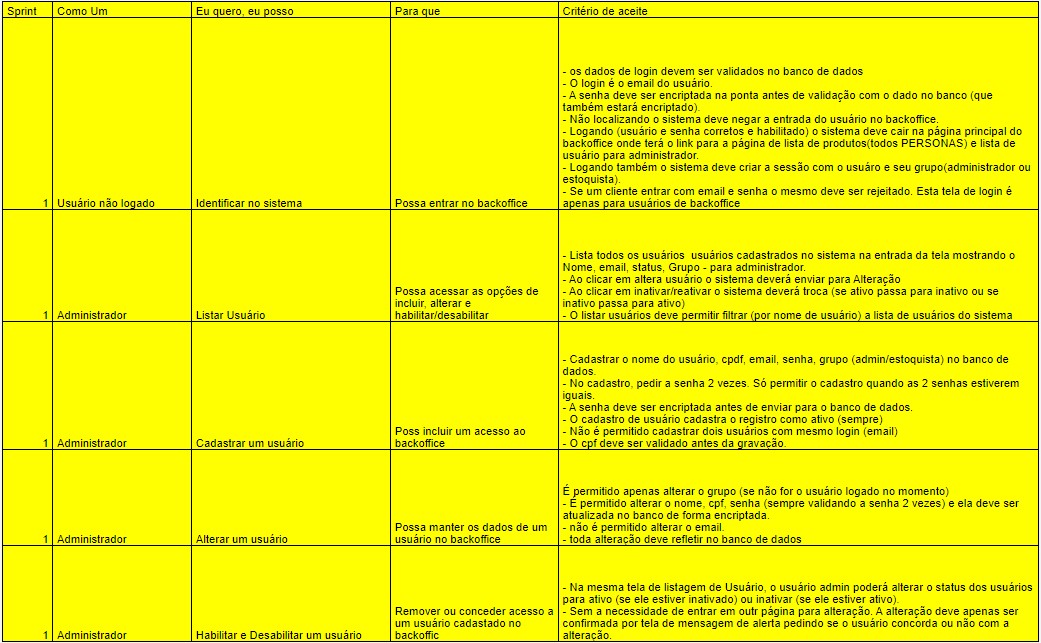 Sprint Como Um Eu quero, eu posso Para que Critério de aceite
- os dados de login devem ser validados no banco de dados
- O login é o email do usuário.
- A senha deve ser encriptada na ponta antes de validação com o dado no banco (que
também estará encriptado).
- Não localizando o sistema deve negar a entrada do usuário no backoffice.
- Logando (usuário e senha corretos e habilitado) o sistema deve cair na página principal do
backoffice onde terá o link para a página de lista de produtos(todos PERSONAS) e lista de
usuário para administrador.
- Logando também o sistema deve criar a sessão com o usuáro e seu grupo(administrador ou
estoquista).
- Se um cliente entrar com email e senha o mesmo deve ser rejeitado. Esta tela de login é
1 Usuário não logado Identificar no sistema Possa entrar no backoffice apenas para usuários de backoffice
- Lista todos os usuários  usuários cadastrados no sistema na entrada da tela mostrando o
Nome, email, status, Grupo - para administrador.
- Ao clicar em altera usuário o sistema deverá enviar para Alteração
Possa acessar as opções de - Ao clicar em inativar/reativar o sistema deverá troca (se ativo passa para inativo ou se
incluir, alterar e inativo passa para ativo)
1 Administrador Listar Usuário habilitar/desabilitar - O listar usuários deve permitir filtrar (por nome de usuário) a lista de usuários do sistema
- Cadastrar o nome do usuário, cpdf, email, senha, grupo (admin/estoquista) no banco de
dados.
- No cadastro, pedir a senha 2 vezes. Só permitir o cadastro quando as 2 senhas estiverem
iguais.
- A senha deve ser encriptada antes de enviar para o banco de dados.
- O cadastro de usuário cadastra o registro como ativo (sempre)
Poss incluir um acesso ao - Não é permitido cadastrar dois usuários com mesmo login (email)
1 Administrador Cadastrar um usuário backoffice - O cpf deve ser validado antes da gravação.
É permitido apenas alterar o grupo (se não for o usuário logado no momento)
- É permitido alterar o nome, cpf, senha (sempre validando a senha 2 vezes) e ela deve ser
atualizada no banco de forma encriptada.
Possa manter os dados de um - não é permitido alterar o email.
1 Administrador Alterar um usuário usuário no backoffice - toda alteração deve refletir no banco de dados
- Na mesma tela de listagem de Usuário, o usuário admin poderá alterar o status dos usuários
para ativo (se ele estiver inativado) ou inativar (se ele estiver ativo).
Remover ou conceder acesso a - Sem a necessidade de entrar em outr página para alteração. A alteração deve apenas ser
um usuário cadastado no confirmada por tela de mensagem de alerta pedindo se o usuário concorda ou não com a
1 Administrador Habilitar e Desabilitar um usuário backoffic alteração.